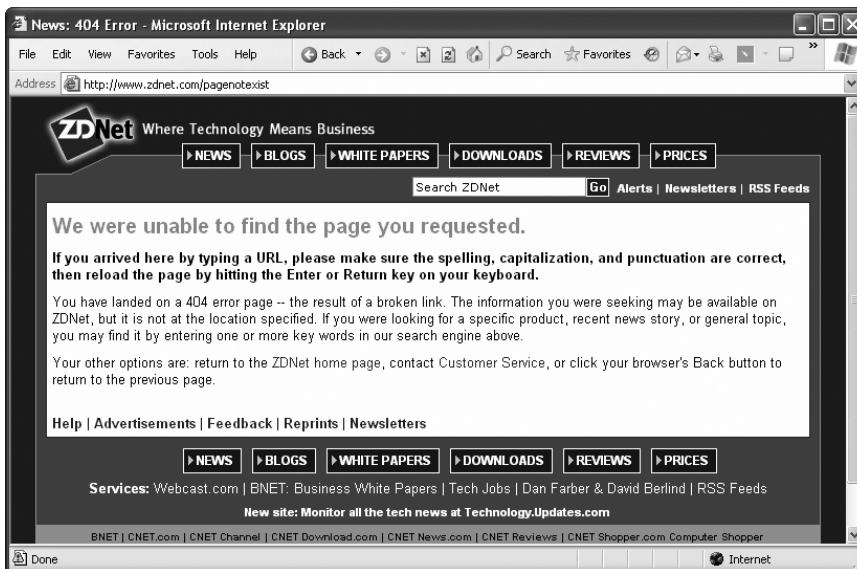 News: 404 Error - Microsoft Internet Explorer
File Edit View Favorites Tools Help Back Search Favorites »
Address http://www.zdnet.com/pagenotexist
ZDNet Where Technology Means Business
NEWS BLOGS WHITE PAPERS DOWNLOADS REVIEWS PRICES
Search ZDNet Go Alerts | Newsletters | RSS Feeds
We were unable to find the page you requested.
If you arrived here by typing a URL, please make sure the spelling, capitalization, and punctuation are correct,
then reload the page by hitting the Enter or Return key on your keyboard.
You have landed on a 404 error page -- the result of a broken link. The information you were seeking may be available on
ZDNet, but it is not at the location specified. If you were looking for a specific product, recent news story, or general topic,
you may find it by entering one or more key words in our search engine above.
Your other options are: return to the ZDNet home page, contact Customer Service, or click your browser's Back button to
return to the previous page.
Help | Advertisements | Feedback | Reprints | Newsletters
NEWS BLOGS WHITE PAPERS DOWNLOADS REVIEWS PRICES
Services: Webcast.com | BNET: Business White Papers | Tech Jobs | Dan Farber & David Berlind | RSS Feeds
New site: Monitor all the tech news at Technology.Updates.com
BNET | CNET.com | CNET Channel | CNET Download.com | CNET News.com | CNET Reviews | CNET Shopper.com Computer Shopper
Done Internet